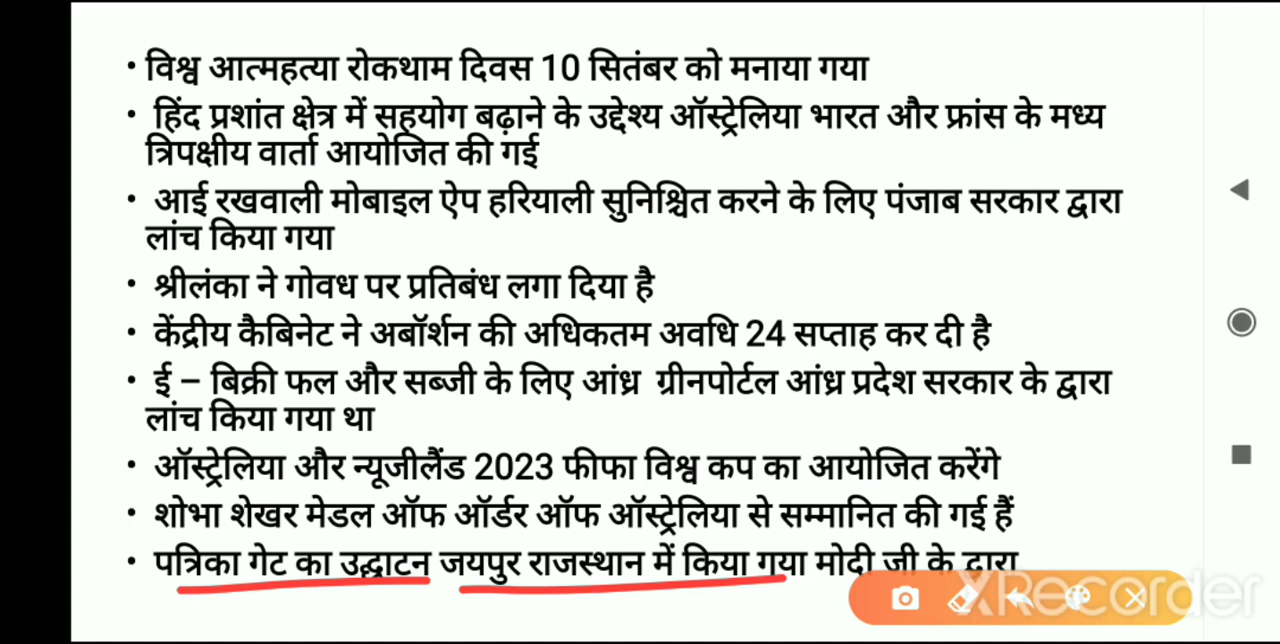 • विश्व आत्महत्या रोकथाम दिवस 10 सितंबर को मनाया गया
• हिंद प्रशांत क्षेत्र में सहयोग बढ़ाने के उद्देश्य ऑस्ट्रेलिया भारत और फ्रांस के मध्य
त्रिपक्षीय वार्ता आयोजित की गई
• आई रखवाली मोबाइल ऐप हरियाली सुनिश्चित करने के लिए पंजाब सरकार द्वारा
लांच किया गया
• श्रीलंका ने गोवध पर प्रतिबंध लगा दिया है
• केंद्रीय कैबिनेट ने अबॉर्शन की अधिकतम अवधि 24 सप्ताह कर दी है
• ई – बिक्री फल और सब्जी के लिए आंध्र ग्रीनपोर्टल आंध्र प्रदेश सरकार के द्वारा
लांच किया गया था
• ऑस्ट्रेलिया और न्यूजीलैंड 2023 फीफा विश्व कप का आयोजित करेंगे
• शोभा शेखर मेडल ऑफ ऑर्डर ऑफ ऑस्ट्रेलिया से सम्मानित की गई हैं
• पत्रिका गेट का उद्घाटन जयपुर राजस्थान में किया गया मोदी जी के द्वारा
XRecorder